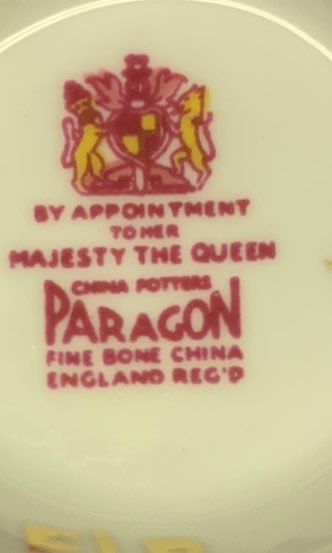 BY APPOINTMENT
TO HER
MAJESTY THE QUEEN
CHINA POTTERS
PARAGON
FINE BONE CHINA
ENGLAND REG'D